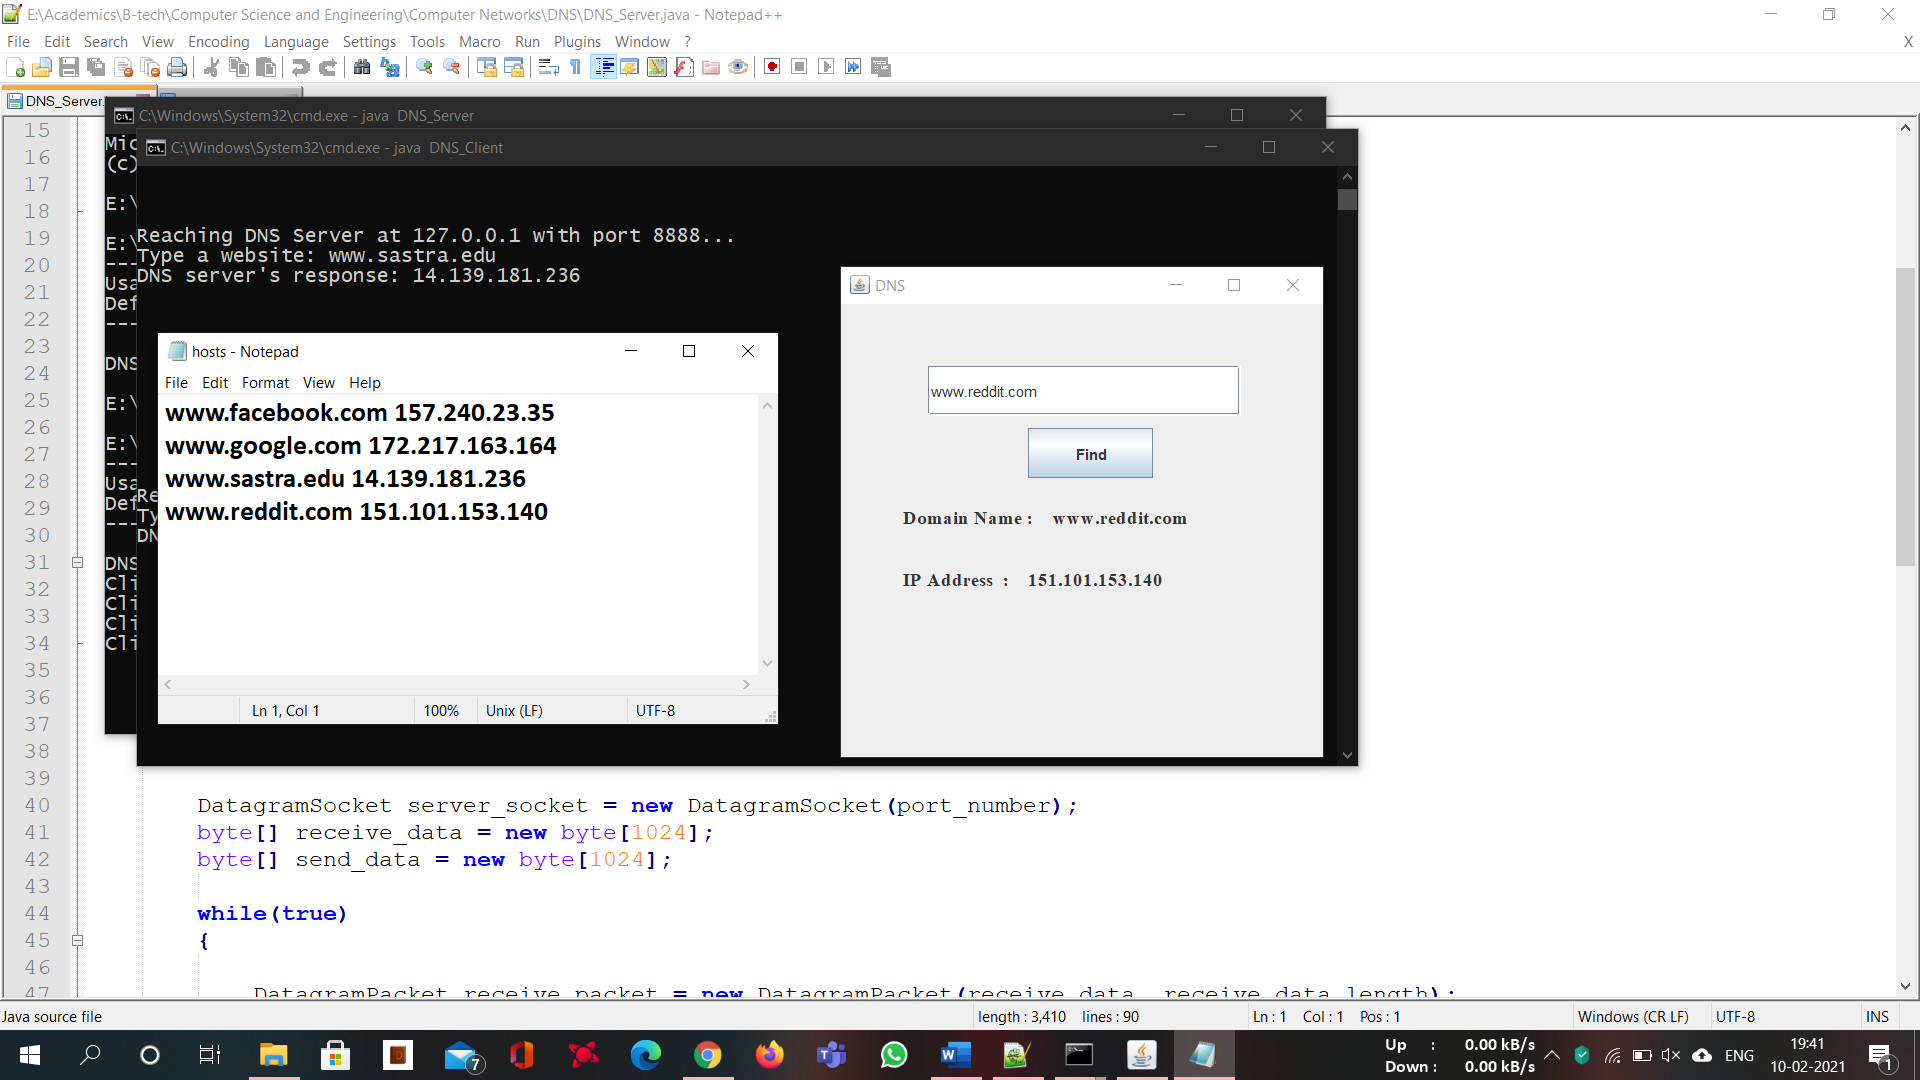 E:\Academics\B-tech\Computer Science and Engineering\Computer Networks\DNS\DNS_Server.java - Notepad++
File Edit Search View Encoding Language Settings Tools Macro Run Plugins Window ? X
DNS_Server.
C:\Windows\System32\cmd.exe - java DNS_Server
C:\Windows\System32\cmd.exe - java DNS_Client
15
16
17
18
19
20
21
22
23
24
25
26
27
28
29
30
31
32
33
34
35
36
37
38
39
Mic
(c)
E:\
E:\
---
Usa
Def
---
DNS
E:\
E:\
---
Usa
Def
---
DNS
Cli
Cli
Cli
Cli
Reaching DNS Server at 127.0.0.1 with port 8888...
Type a website: www.sastra.edu
DNS server's response: 14.139.181.236
Re
Ty
DN
hosts - Notepad
File Edit Format View Help
www.facebook.com 157.240.23.35
www.google.com 172.217.163.164
www.sastra.edu 14.139.181.236
www.reddit.com 151.101.153.140
Ln 1, Col 1 100% Unix (LF) UTF-8
DNS
www.reddit.com
Find
Domain Name : www.reddit.com
IP Address : 151.101.153.140
40 DatagramSocket server_socket = new DatagramSocket(port_number);
41 byte[] receive_data = new byte[1024];
42 byte[] send_data = new byte[1024];
43
44 while(true)
45 {
46
47 DatagramPacket receive_packet = new DatagramPacket(receive_data, receive_data.length);
Java source file length : 3,410 lines : 90 Ln : 1 Col : 1 Pos : 1 Windows (CR LF) UTF-8 INS
7
Up : 0.00 kB/s
Down : 0.00 kB/s
ENG
19:41
10-02-2021
1